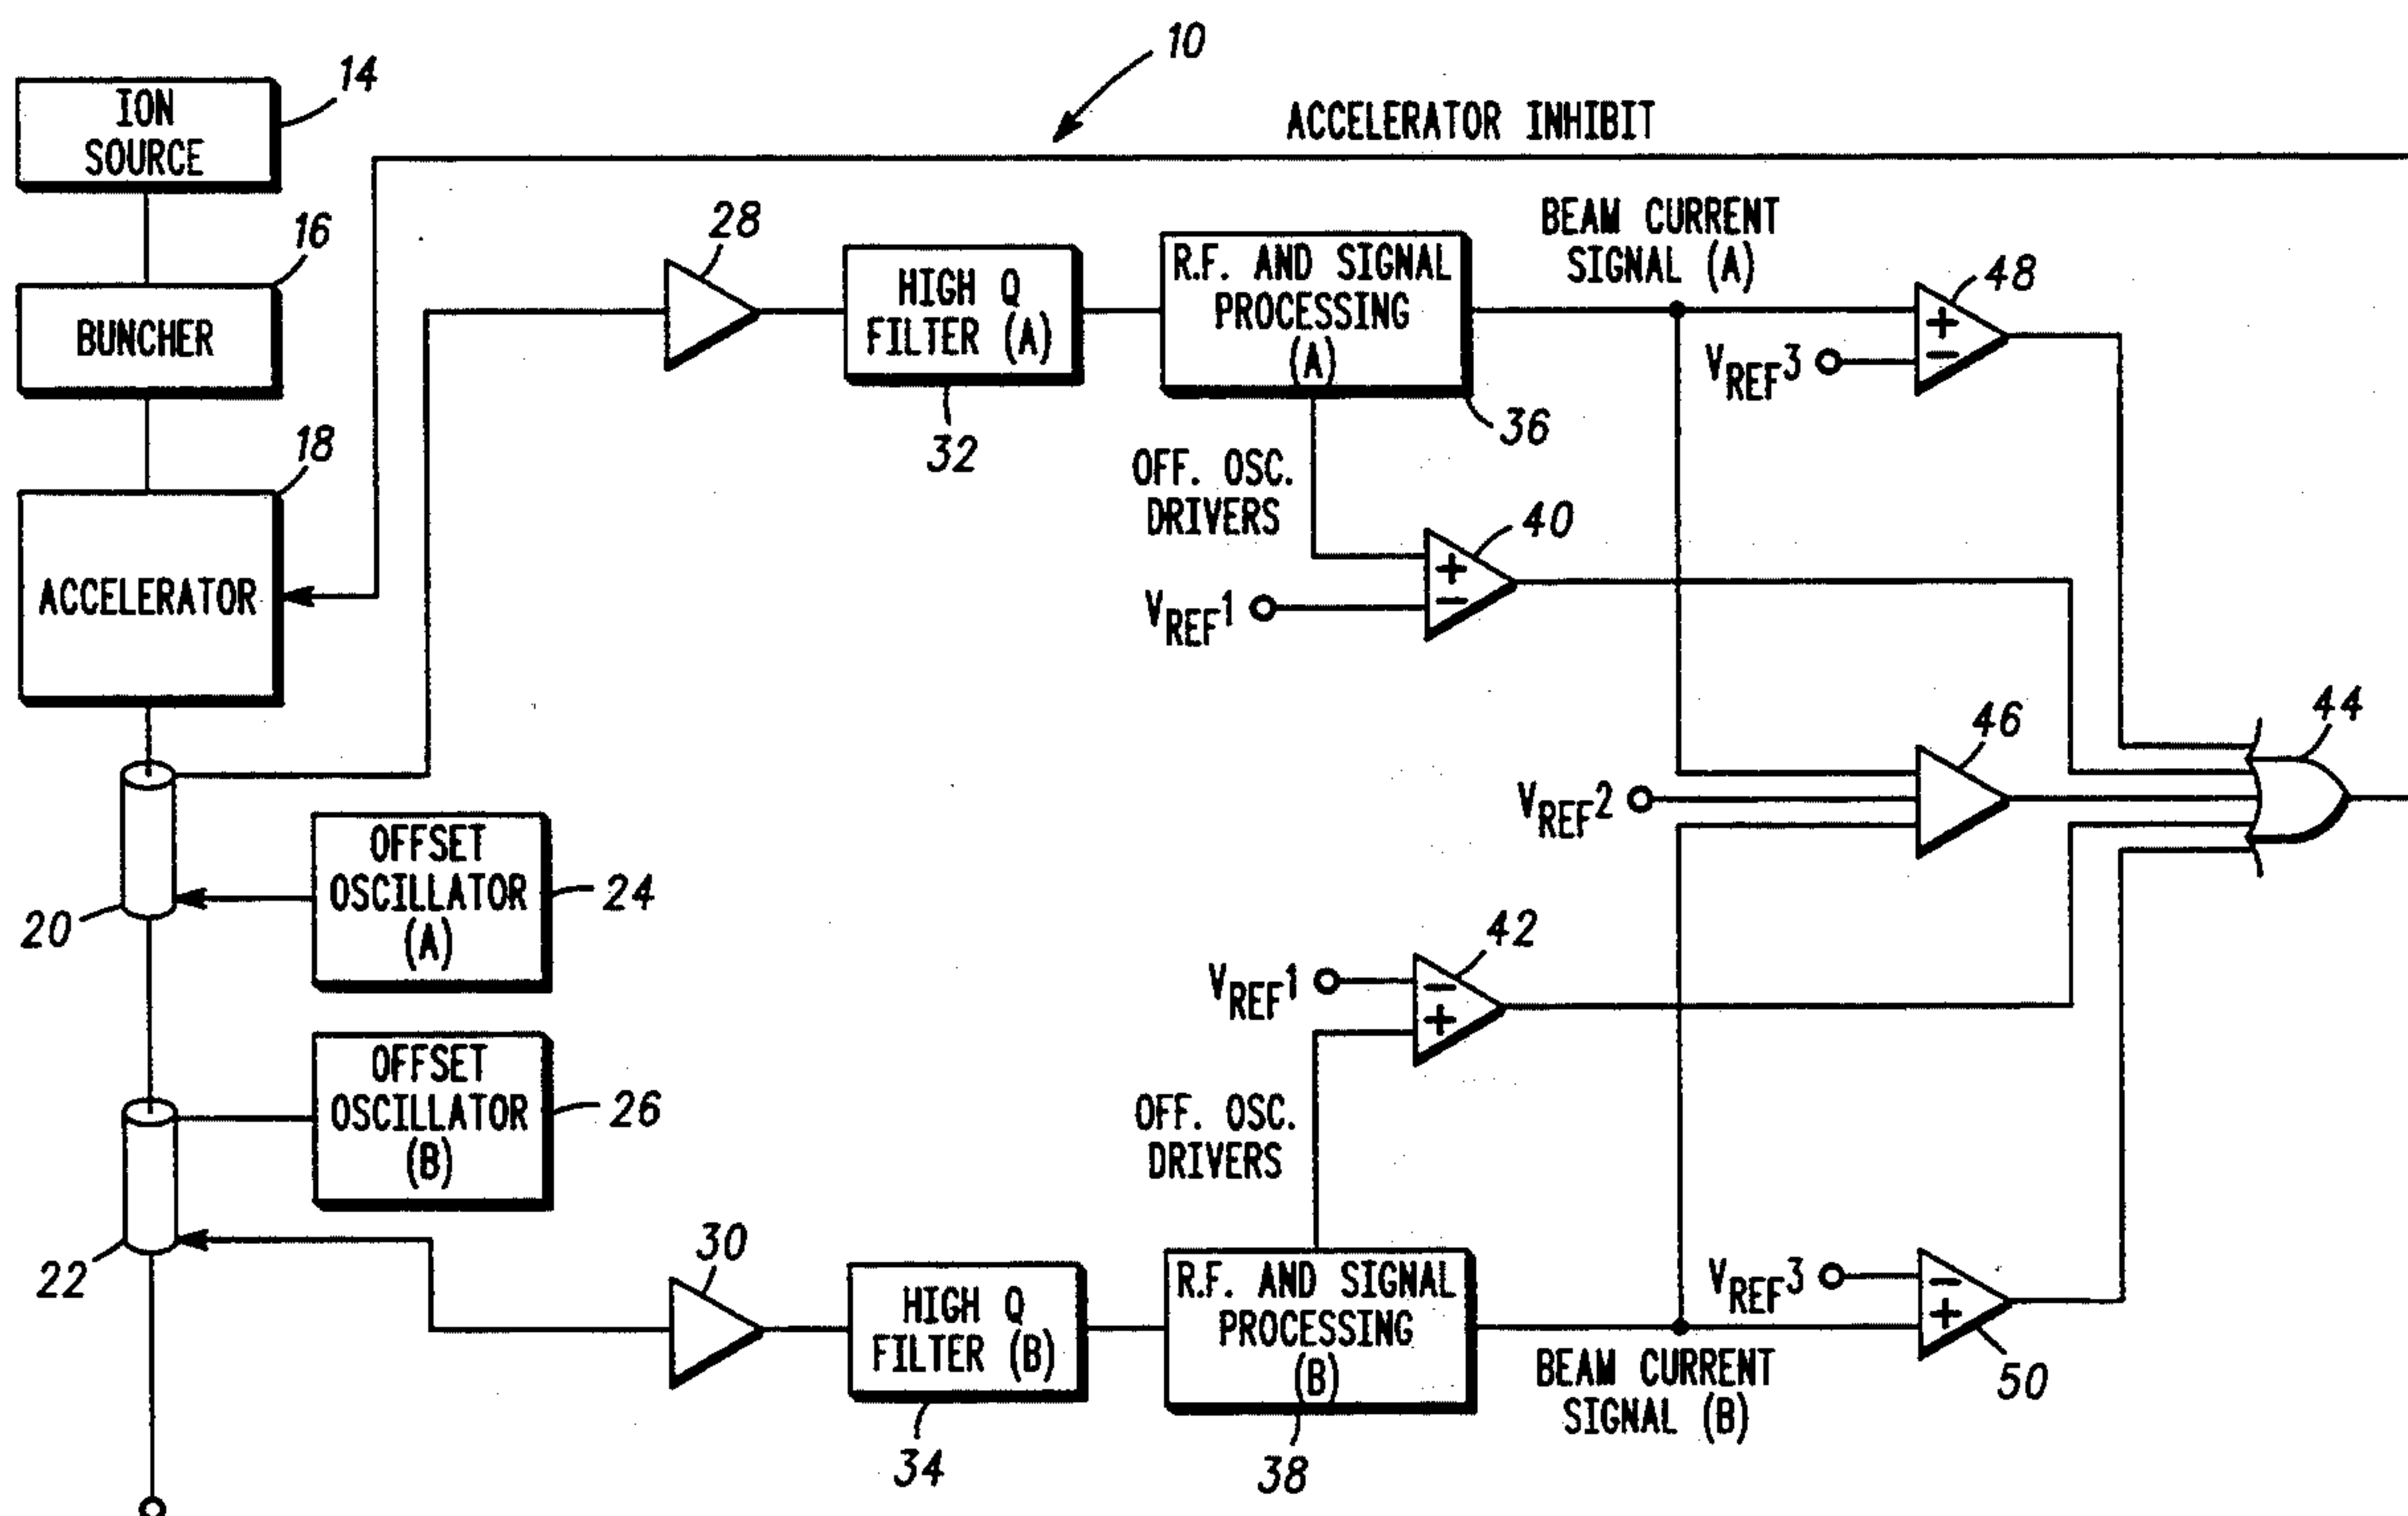 10
14
ION
SOURCE
ACCELERATOR INHIBIT
16
BUNCHER
28
HIGH Q
FILTER (A)
32
R.F. AND SIGNAL
PROCESSING
(A)
36
BEAM CURRENT
SIGNAL (A)
48
+
−
VREF3
18
ACCELERATOR
OFF. OSC.
DRIVERS
40
+
−
VREF1
46
VREF2
44
20
OFFSET
OSCILLATOR
(A)
24
42
VREF1
−
+
OFFSET
OSCILLATOR
(B)
26
OFF. OSC.
DRIVERS
22
30
HIGH Q
FILTER (B)
34
R.F. AND SIGNAL
PROCESSING
(B)
38
VREF3
−
+
50
BEAM CURRENT
SIGNAL (B)